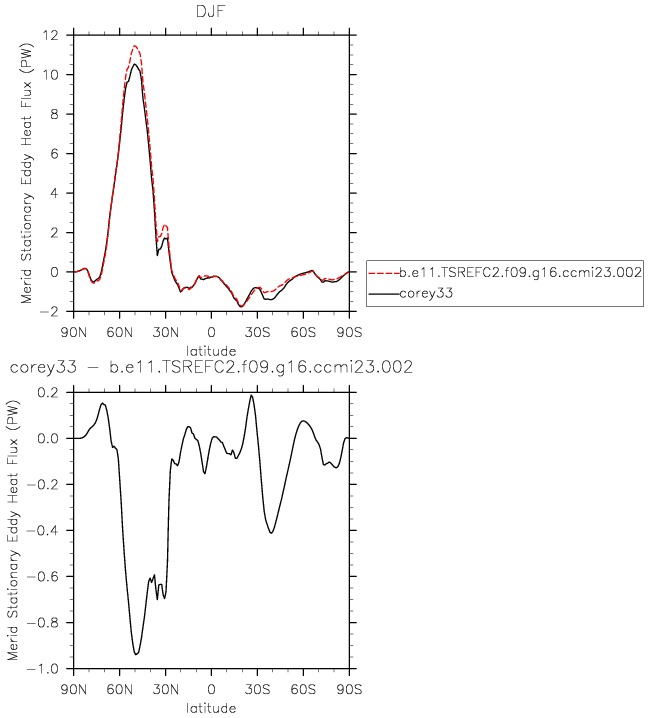 DJF
Merid Stationary Eddy Heat Flux (PW)
12
10
8
6
4
2
0
−2
90N 60N 30N 0 30S 60S 90S
latitude
b.e11.TSREFC2.f09.g16.ccmi23.002
corey33
corey33 − b.e11.TSREFC2.f09.g16.ccmi23.002
Merid Stationary Eddy Heat Flux (PW)
0.2
0.0
−0.2
−0.4
−0.6
−0.8
−1.0
90N 60N 30N 0 30S 60S 90S
latitude